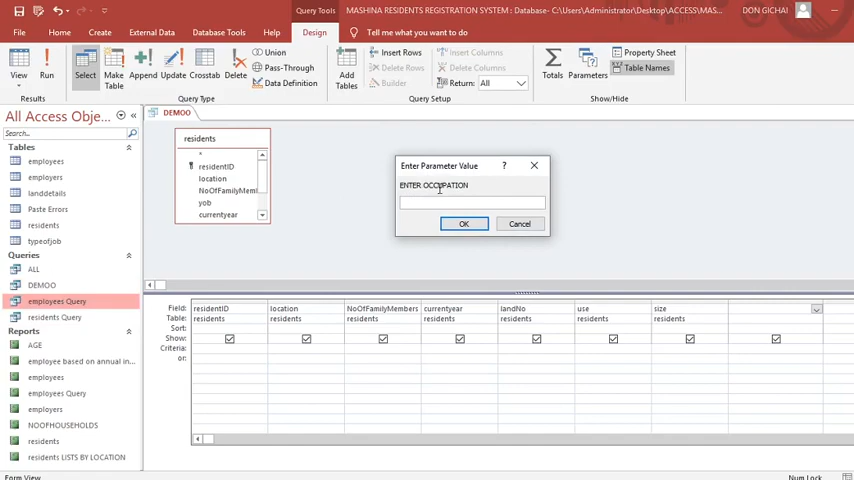 Query Tools
MASHINA RESIDENTS REGISTRATION SYSTEM : Database- C:\Users\Administrator\Desktop\ACCESS\MAS...
DON GICHAI
File
Home
Create
External Data
Database Tools
Help
Design
Tell me what you want to do
View
Run
Select
Make Table
Append
Update
Crosstab
Delete
Union
Pass-Through
Data Definition
Add Tables
Insert Rows
Delete Rows
Builder
Insert Columns
Delete Columns
Return: All
Totals
Parameters
Property Sheet
Table Names
Results
Query Type
Query Setup
Show/Hide
All Access Obje...
Search...
Tables
employees
employers
landdetails
Paste Errors
residents
typeofjob
Queries
ALL
DEMOO
employees Query
residents Query
Reports
AGE
employee based on annual in...
employees
employees Query
employers
NOOFHOUSEHOLDS
residents
residents LISTS BY LOCATION
DEMOO
residents
*
residentID
location
NoOfFamilyMeml
yob
currentyear
Enter Parameter Value
?
ENTER OCCUPATION
OK
Cancel
Field: residentID location NoOfFamilyMembers currentyear landNo use size
Table: residents residents residents residents residents residents residents
Sort:
Show:
Criteria:
or:
Form View
Num Lock